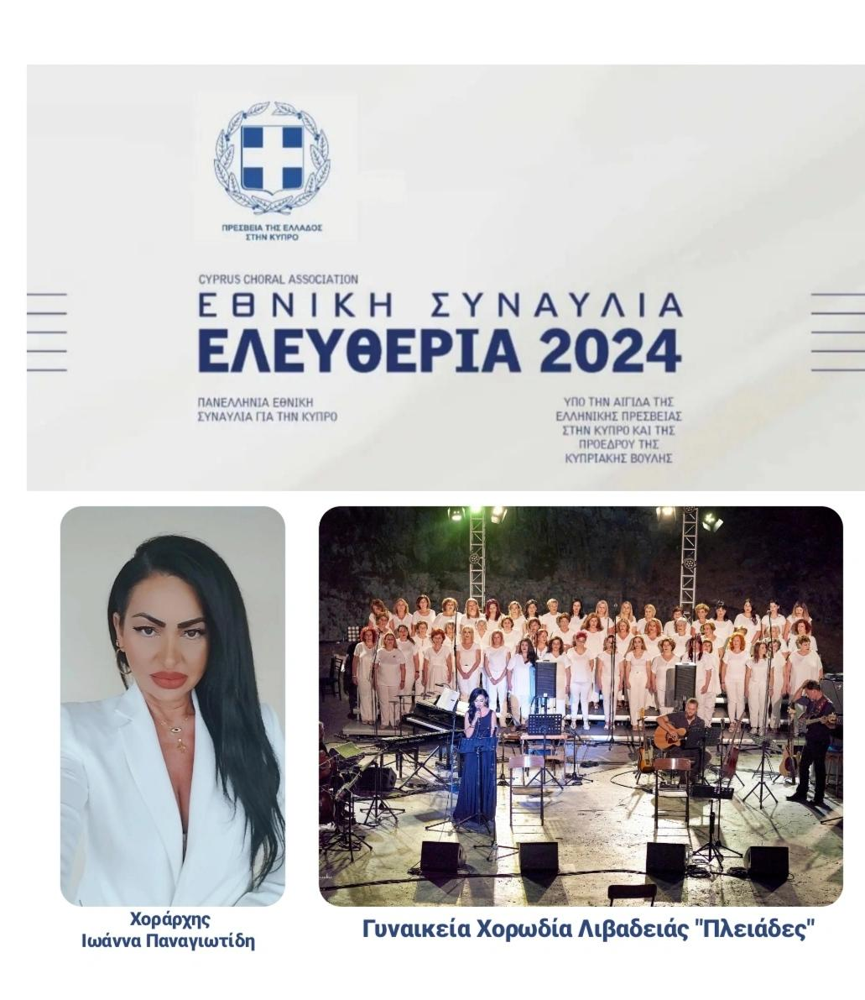 ΠΡΕΣΒΕΙΑ ΤΗΣ ΕΛΛΑΔΟΣ
ΣΤΗΝ ΚΥΠΡΟ
CYPRUS CHORAL ASSOCIATION
ΕΘΝΙΚΗ ΣΥΝΑΥΛΙΑ
ΕΛΕΥΘΕΡΙΑ 2024
ΠΑΝΕΛΛΗΝΙΑ ΕΘΝΙΚΗ
ΣΥΝΑΥΛΙΑ ΓΙΑ ΤΗΝ ΚΥΠΡΟ
ΥΠΟ ΤΗΝ ΑΙΓΙΔΑ ΤΗΣ
ΕΛΛΗΝΙΚΗΣ ΠΡΕΣΒΕΙΑΣ
ΣΤΗΝ ΚΥΠΡΟ ΚΑΙ ΤΗΣ
ΠΡΟΕΔΡΟΥ ΤΗΣ
ΚΥΠΡΙΑΚΗΣ ΒΟΥΛΗΣ
Χοράρχης
Ιωάννα Παναγιωτίδη
Γυναικεία Χορωδία Λιβαδειάς "Πλειάδες"